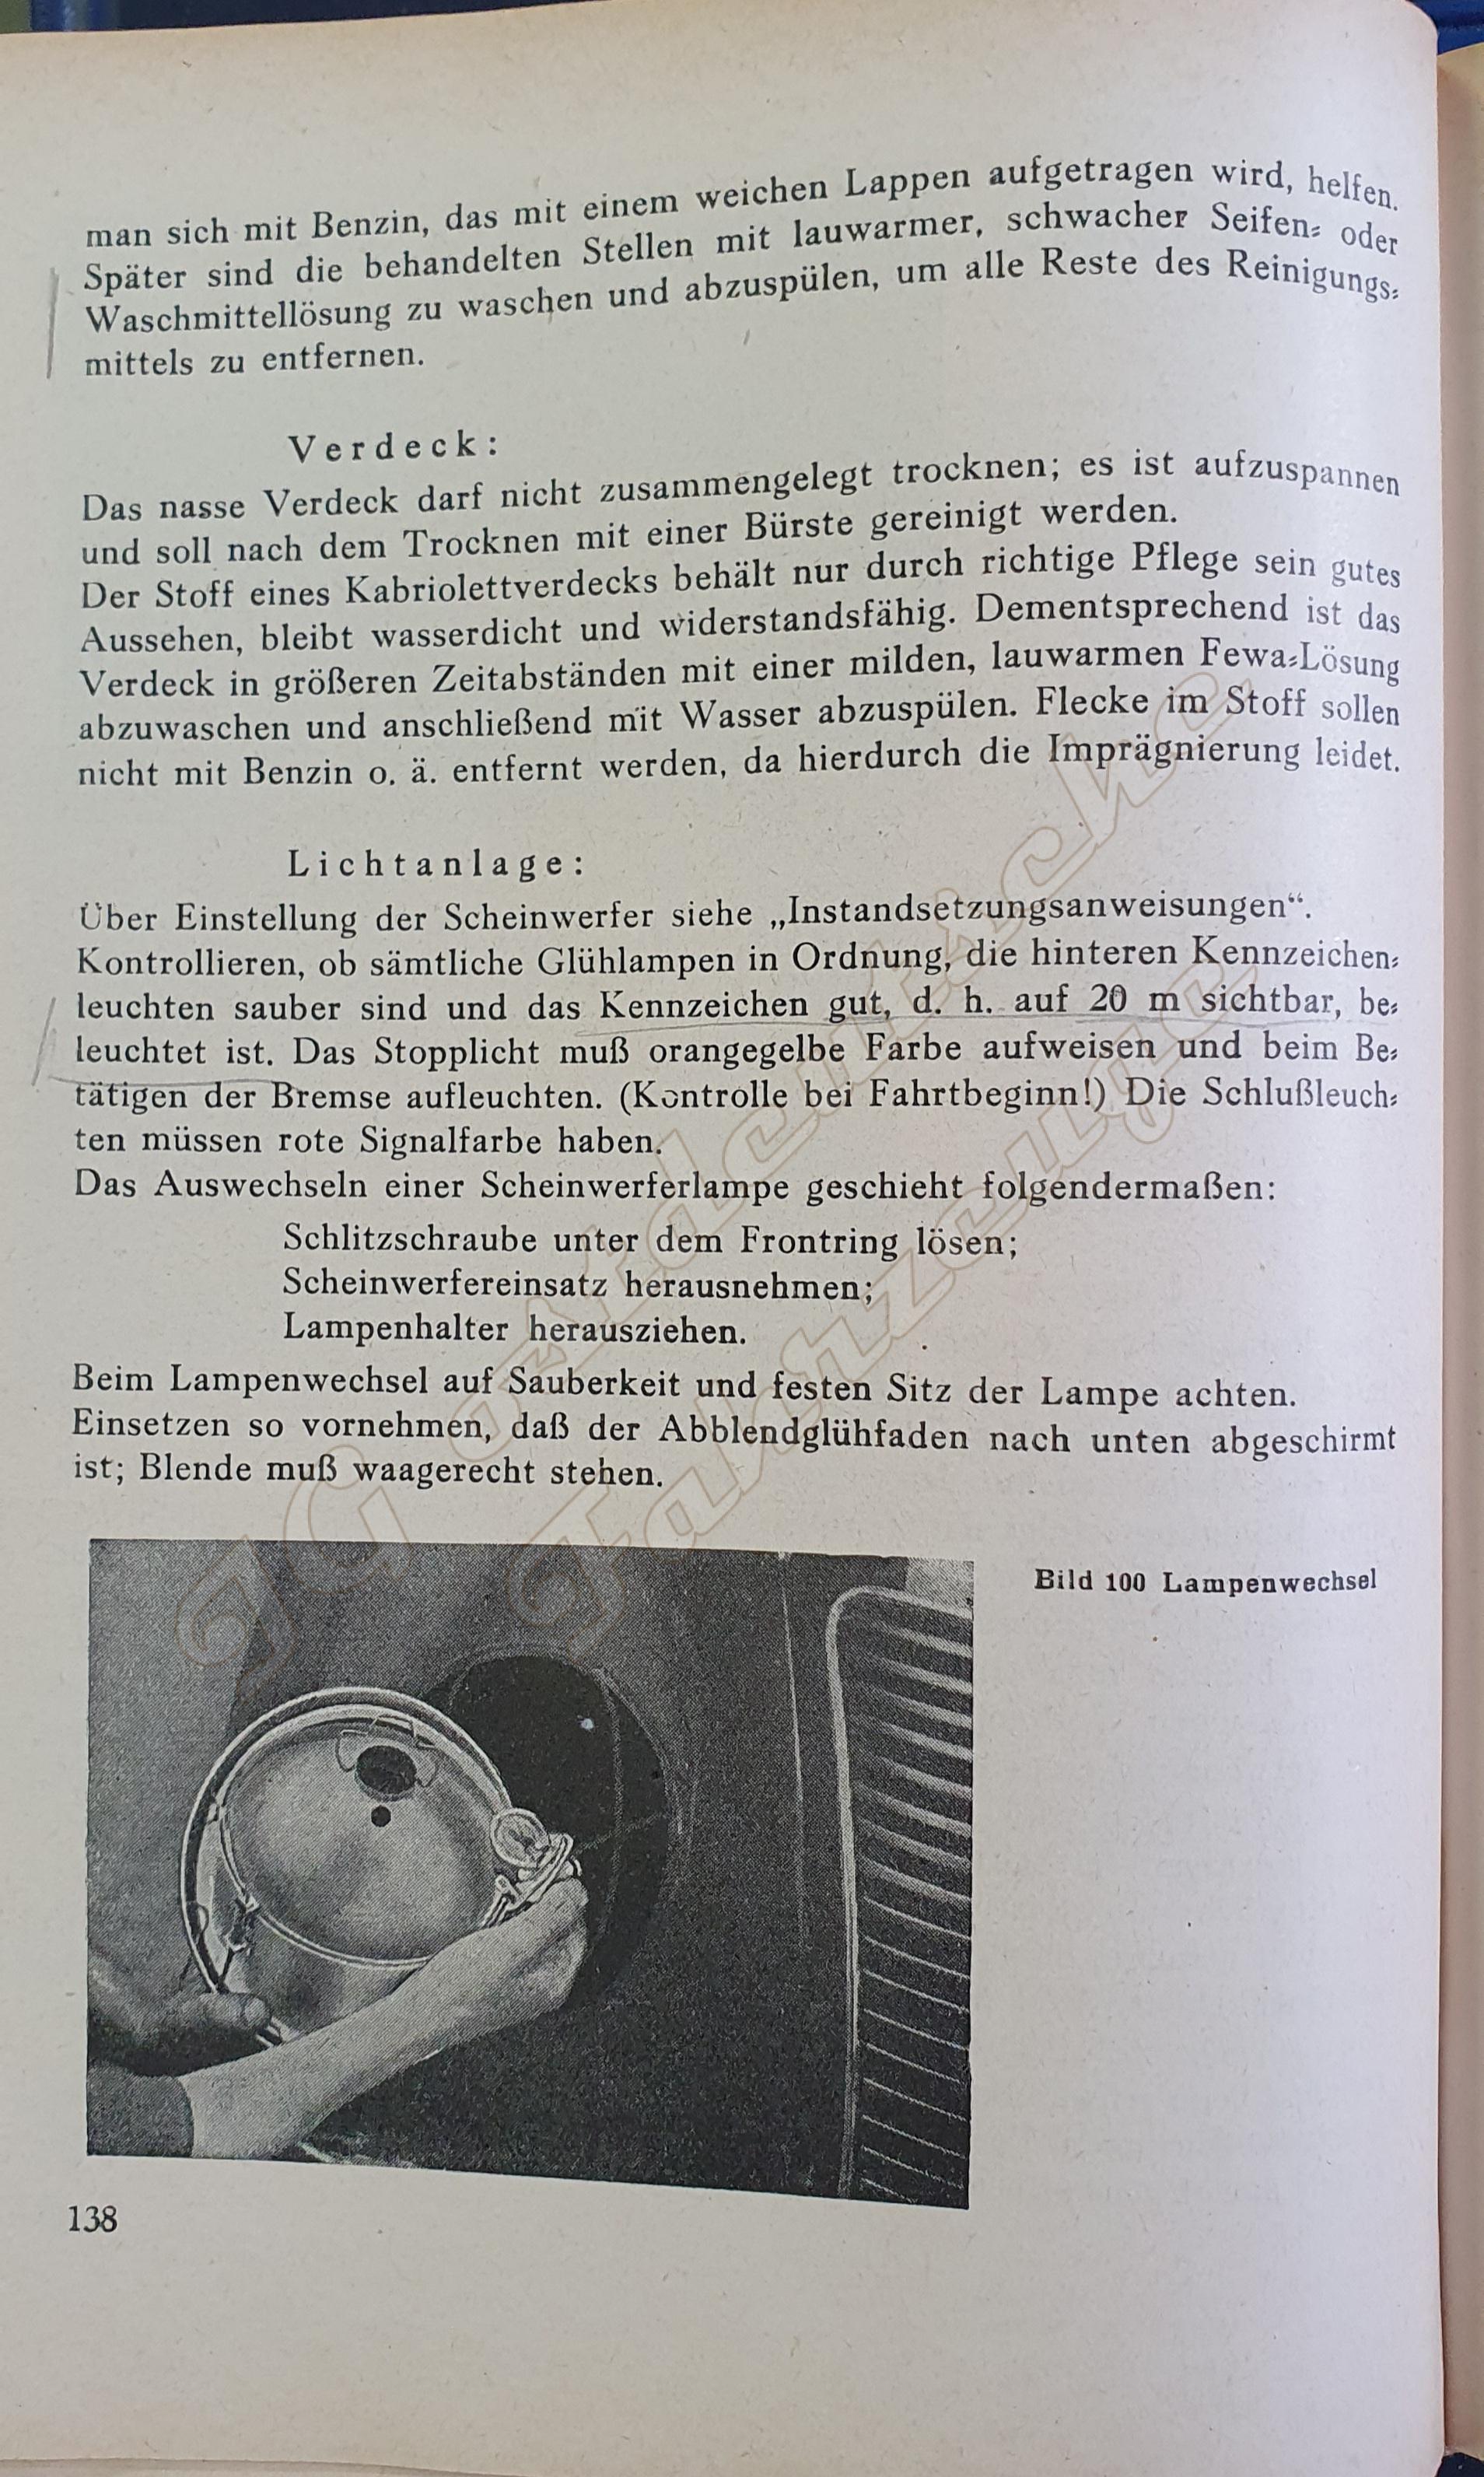 man sich mit Benzin, das mit einem weichen Lappen aufgetragen wird, helfen.
Später sind die behandelten Stellen mit lauwarmer, schwacher Seifen- oder
Waschmittellösung zu waschen und abzuspülen, um alle Reste des Reinigungs-
mittels zu entfernen.
Verdeck:
Das nasse Verdeck darf nicht zusammengelegt trocknen; es ist aufzuspannen
und soll nach dem Trocknen mit einer Bürste gereinigt werden.
Der Stoff eines Kabriolettverdecks behält nur durch richtige Pflege sein gutes
Aussehen, bleibt wasserdicht und widerstandsfähig. Dementsprechend ist das
Verdeck in größeren Zeitabständen mit einer milden, lauwarmen Fewa-Lösung
abzuwaschen und anschließend mit Wasser abzuspülen. Flecke im Stoff sollen
nicht mit Benzin o. ä. entfernt werden, da hierdurch die Imprägnierung leidet.
Lichtanlage:
Über Einstellung der Scheinwerfer siehe „Instandsetzungsanweisungen“.
Kontrollieren, ob sämtliche Glühlampen in Ordnung, die hinteren Kennzeichen-
leuchten sauber sind und das Kennzeichen gut, d. h. auf 20 m sichtbar, be-
leuchtet ist. Das Stopplicht muß orangegelbe Farbe aufweisen und beim Be-
tätigen der Bremse aufleuchten. (Kontrolle bei Fahrtbeginn!) Die Schlußleuch-
ten müssen rote Signalfarbe haben.
Das Auswechseln einer Scheinwerferlampe geschieht folgendermaßen:
Schlitzschraube unter dem Frontring lösen;
Scheinwerfereinsatz herausnehmen;
Lampenhalter herausziehen.
Beim Lampenwechsel auf Sauberkeit und festen Sitz der Lampe achten.
Einsetzen so vornehmen, daß der Abblendglühfaden nach unten abgeschirmt
ist; Blende muß waagerecht stehen.
Bild 100 Lampenwechsel
138
IG ostdeutsche
Fahrzeuge